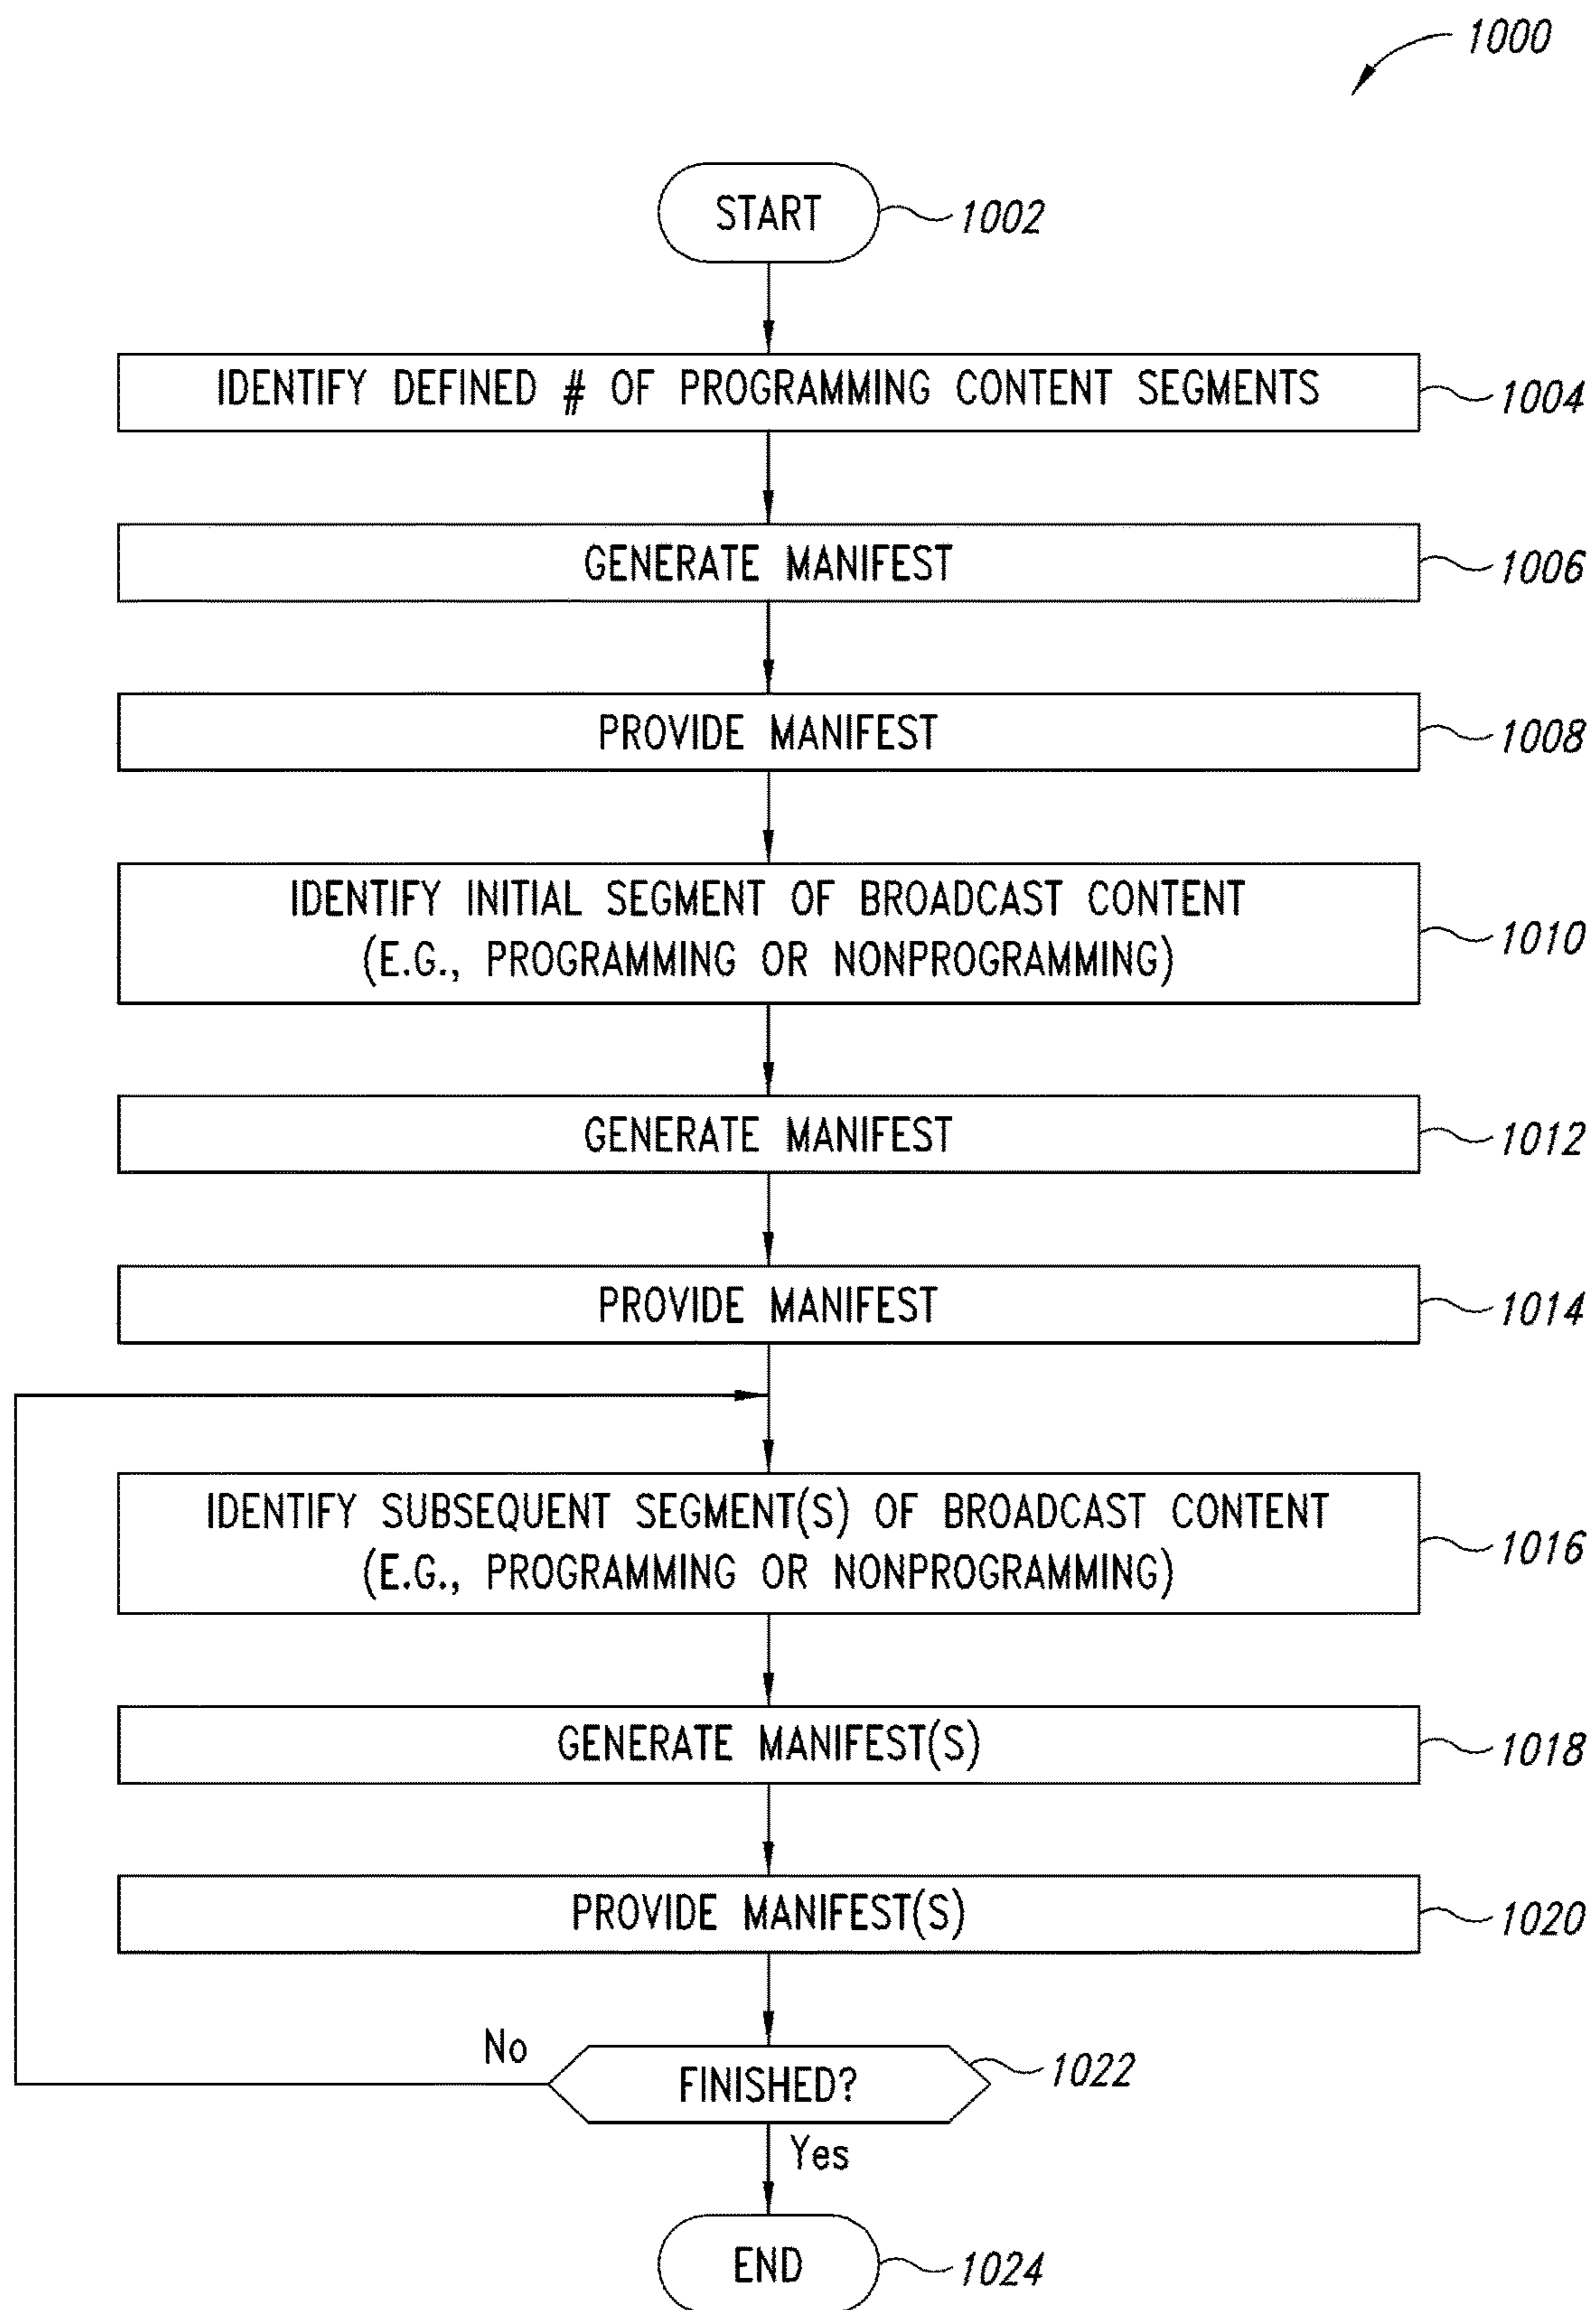 1000
START 1002
IDENTIFY DEFINED # OF PROGRAMMING CONTENT SEGMENTS 1004
GENERATE MANIFEST 1006
PROVIDE MANIFEST 1008
IDENTIFY INITIAL SEGMENT OF BROADCAST CONTENT
(E.G., PROGRAMMING OR NONPROGRAMMING) 1010
GENERATE MANIFEST 1012
PROVIDE MANIFEST 1014
IDENTIFY SUBSEQUENT SEGMENT(S) OF BROADCAST CONTENT
(E.G., PROGRAMMING OR NONPROGRAMMING) 1016
GENERATE MANIFEST(S) 1018
PROVIDE MANIFEST(S) 1020
No
FINISHED? 1022
Yes
END 1024